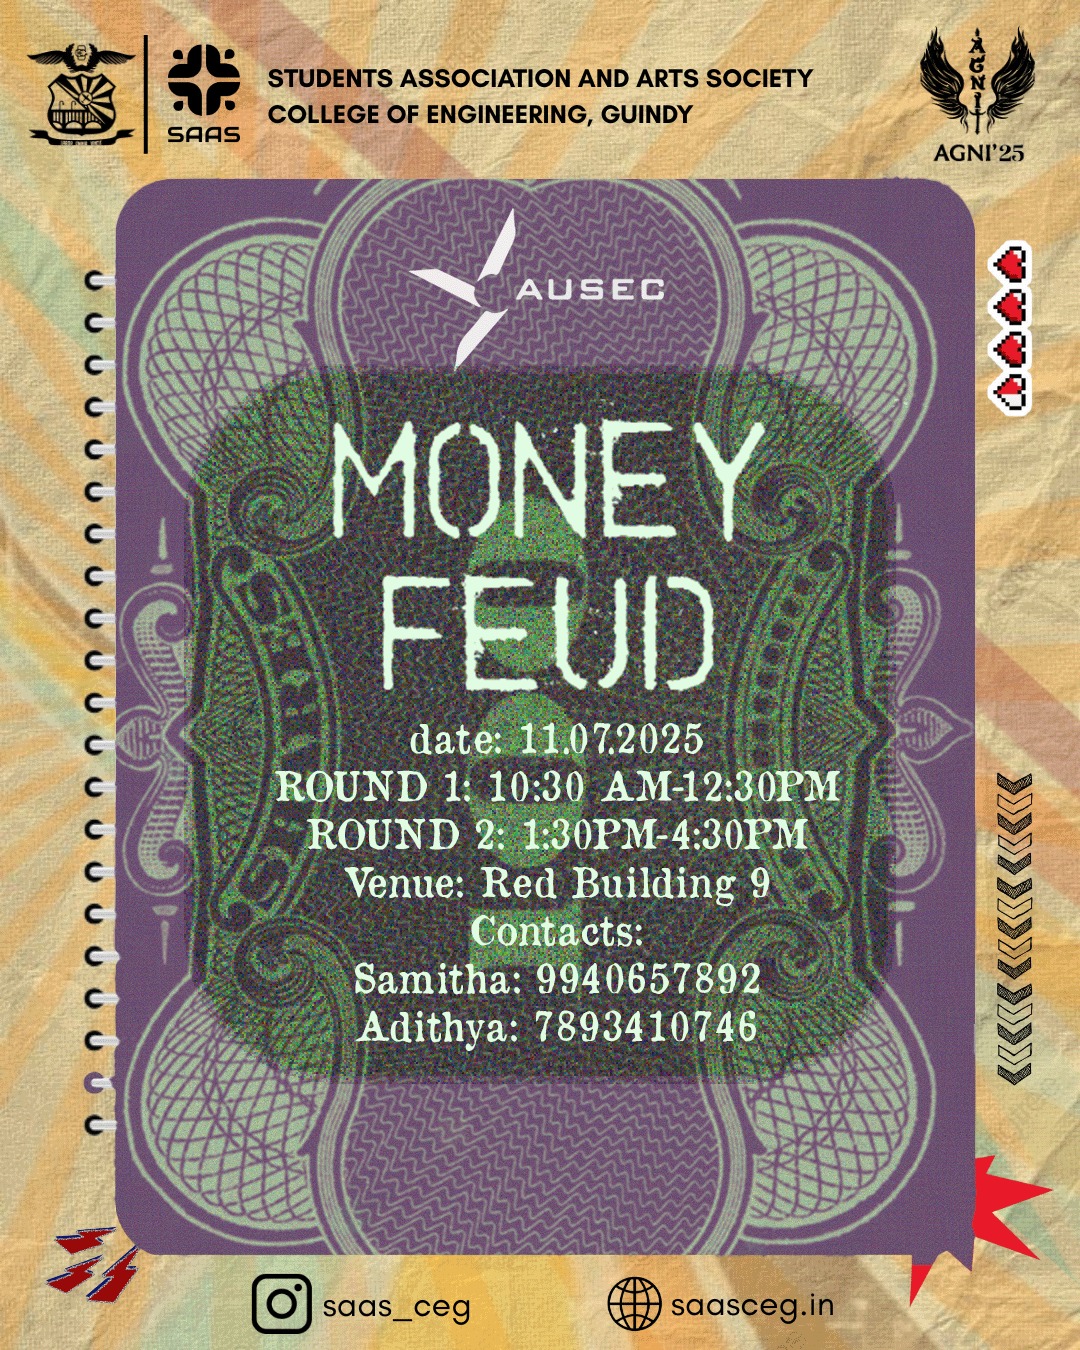 STUDENTS ASSOCIATION AND ARTS SOCIETY
COLLEGE OF ENGINEERING, GUINDY
SAAS
AGNI
AGNI'25
AUSEC
MONEY
FEUD
date: 11.07.2025
ROUND 1: 10:30 AM-12:30PM
ROUND 2: 1:30PM-4:30PM
Venue: Red Building 9
Contacts:
Samitha: 9940657892
Adithya: 7893410746
saas_ceg
saasceg.in